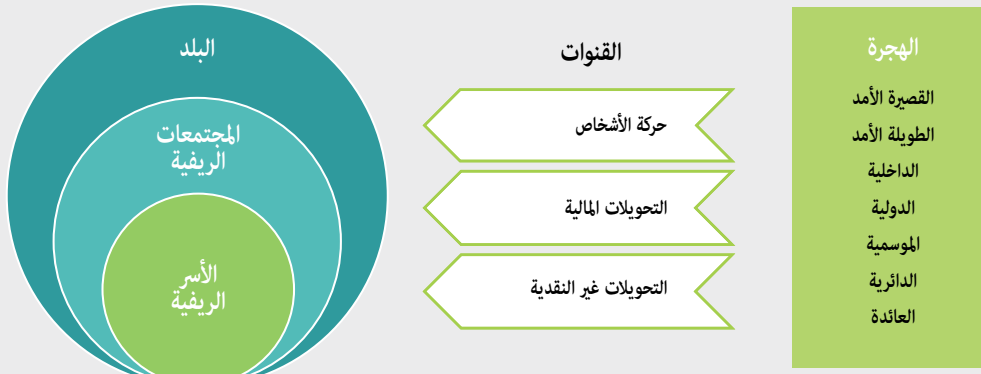 الهجرة
القصيرة الأمد
الطويلة الأمد
الداخلية
الدولية
الموسمية
الدائرية
العائدة
القنوات
حركة الأشخاص
التحويلات المالية
التحويلات غير النقدية
البلد
المجتمعات
الريفية
الأسر
الريفية